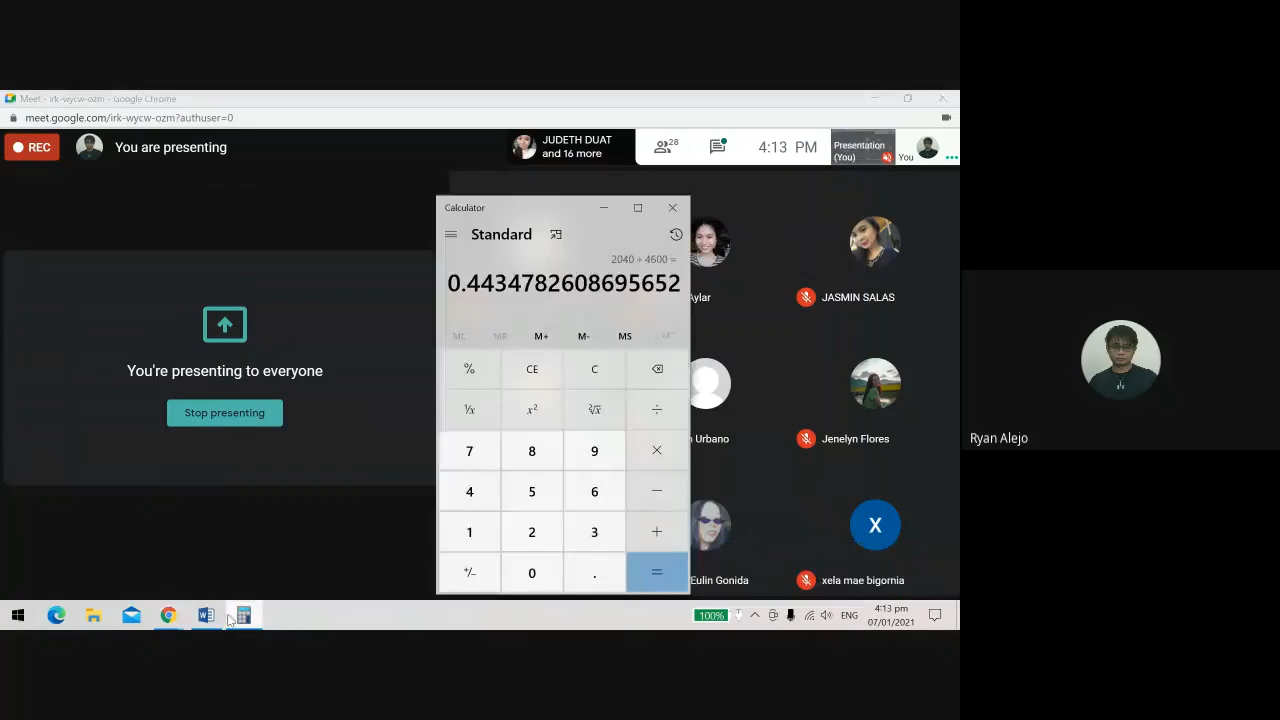 Meet - irk-wycw-ozm - Google Chrome
meet.google.com/irk-wycw-ozm?authuser=0
REC
You are presenting
JUDETH DUAT
and 16 more
28
4:13 PM
Presentation
(You)
You
Calculator
Standard
2040 ÷ 4600 =
0.4434782608695652
MC MR M+ M- MS M˅
% CE C
⅟x x² ²√x ÷
7 8 9 ×
4 5 6 −
1 2 3 +
+/− 0 . =
You're presenting to everyone
Stop presenting
Aylar
JASMIN SALAS
Urbano
Jenelyn Flores
Eulin Gonida
X
xela mae bigornia
Ryan Alejo
100%
ENG
4:13 pm
07/01/2021